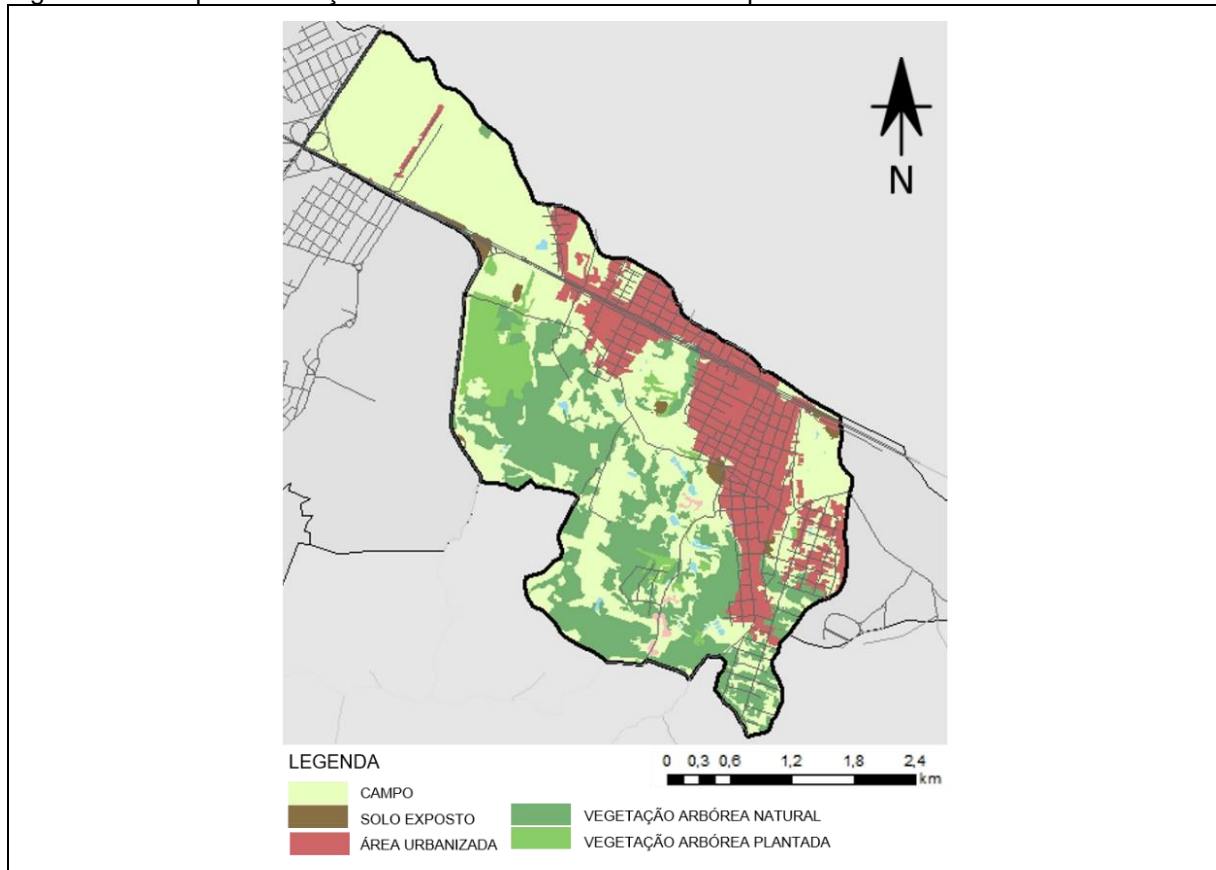 N
LEGENDA
0 0,3 0,6 1,2 1,8 2,4
km
CAMPO
SOLO EXPOSTO
ÁREA URBANIZADA
VEGETAÇÃO ARBÓREA NATURAL
VEGETAÇÃO ARBÓREA PLANTADA